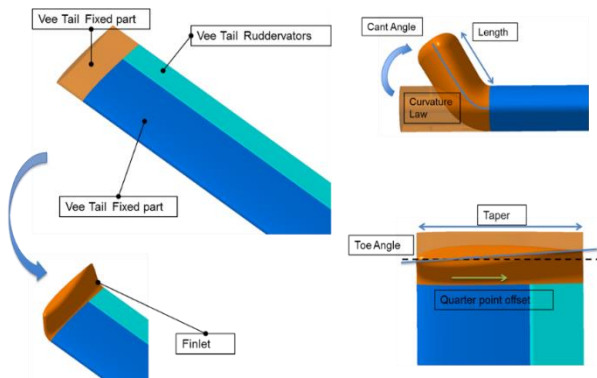 Vee Tail Fixed part
Vee Tail Ruddervators
Vee Tail Fixed part
Finlet
Cant Angle
Length
Curvature
Law
Taper
Toe Angle
Quarter point offset